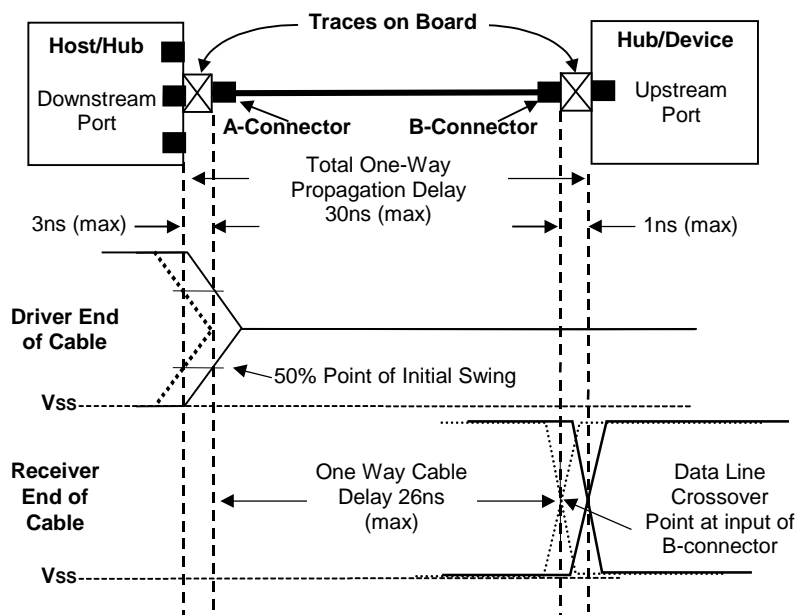 Traces on Board
Host/Hub
Hub/Device
Downstream
Port
Upstream
Port
A-Connector
B-Connector
Total One-Way
Propagation Delay
30ns (max)
3ns (max)
1ns (max)
Driver End
of Cable
50% Point of Initial Swing
VSS
Receiver
End of
Cable
One Way Cable
Delay 26ns
(max)
Data Line
Crossover
Point at input of
B-connector
VSS